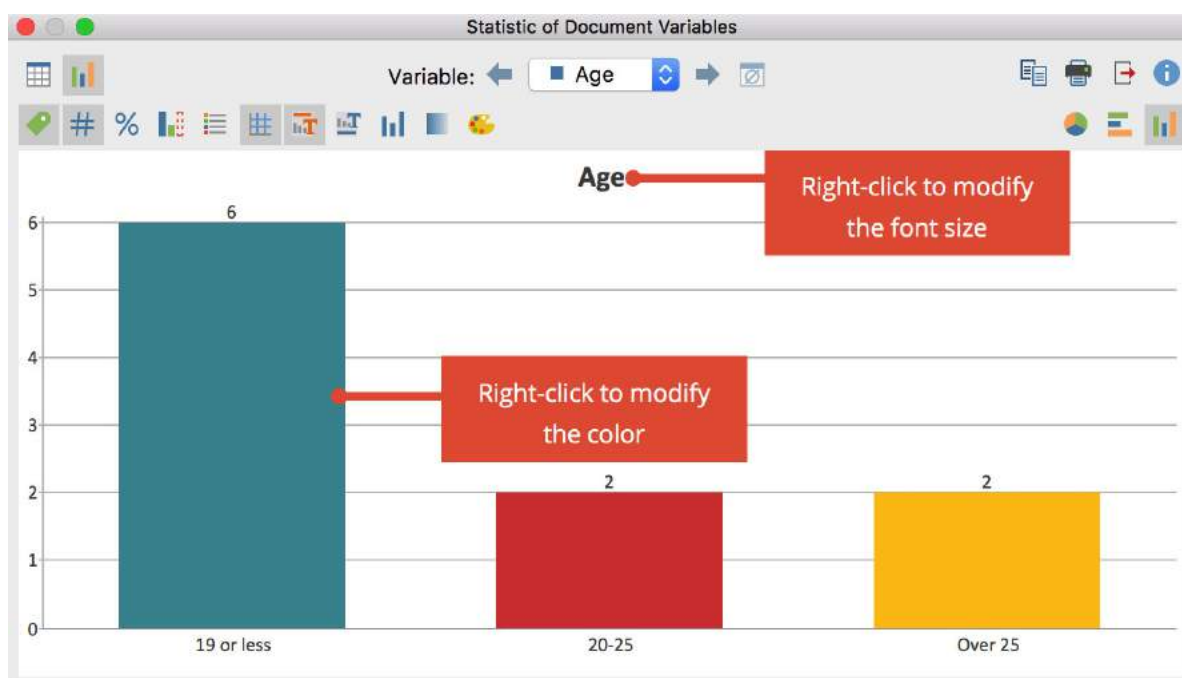 Statistic of Document Variables
Variable: Age
# %
Age
Right-click to modify
the font size
6
6
5
4
Right-click to modify
the color
3
2
2
2
1
0
19 or less
20-25
Over 25